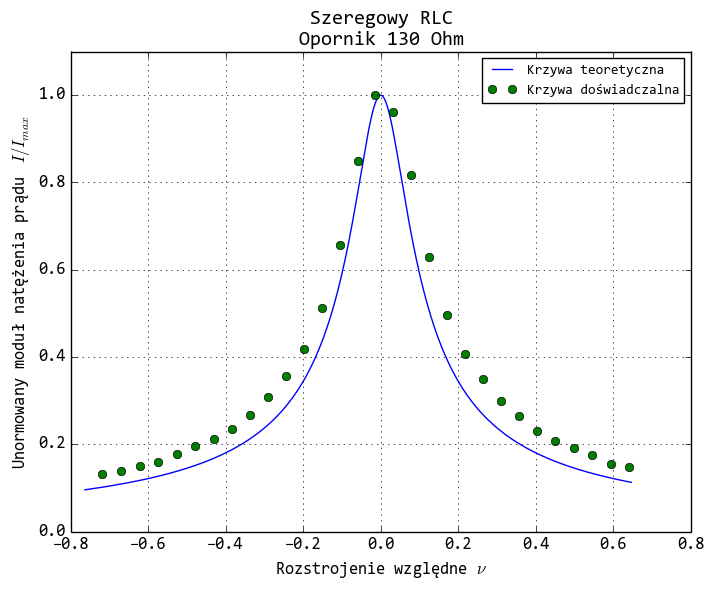 Szeregowy RLC
Opornik 130 Ohm
Krzywa teoretyczna
Krzywa doświadczalna
Unormowany moduł natężenia prądu I/I_max
1.0
0.8
0.6
0.4
0.2
0.0
−0.8 −0.6 −0.4 −0.2 0.0 0.2 0.4 0.6 0.8
Rozstrojenie względne ν